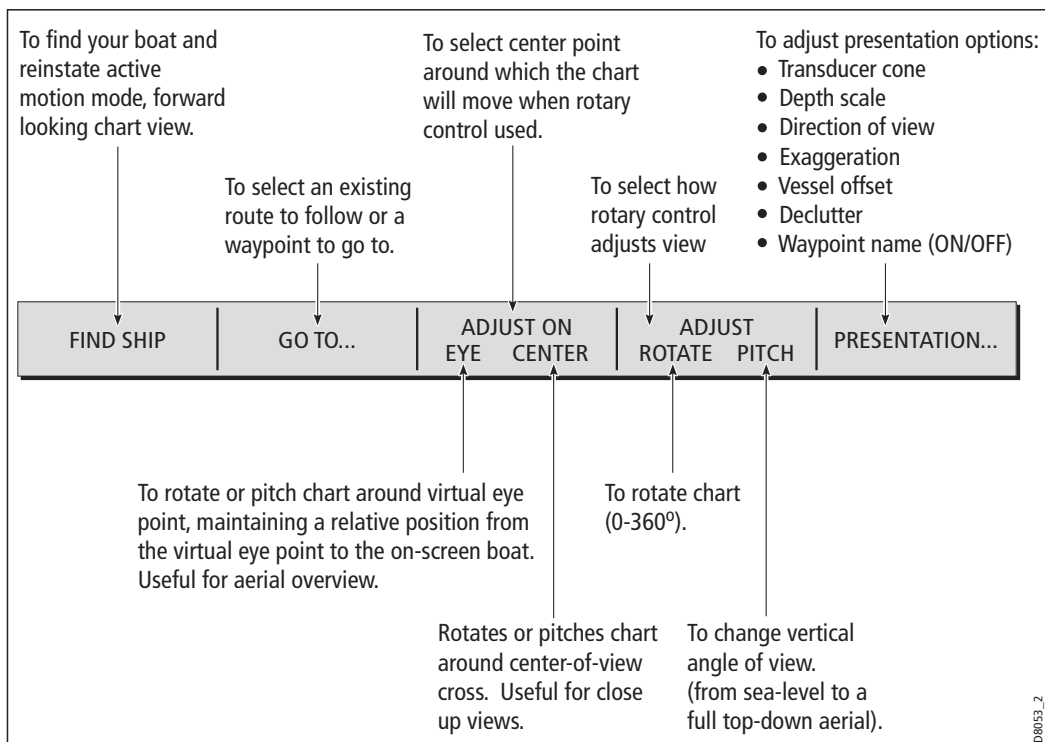 To find your boat and
reinstate active
motion mode, forward
looking chart view.
To select an existing
route to follow or a
waypoint to go to.
To select center point
around which the chart
will move when rotary
control used.
To select how
rotary control
adjusts view
To adjust presentation options:
• Transducer cone
• Depth scale
• Direction of view
• Exaggeration
• Vessel offset
• Declutter
• Waypoint name (ON/OFF)
FIND SHIP
GO TO...
ADJUST ON
EYE CENTER
ADJUST
ROTATE PITCH
PRESENTATION...
To rotate or pitch chart around virtual eye
point, maintaining a relative position from
the virtual eye point to the on-screen boat.
Useful for aerial overview.
Rotates or pitches chart
around center-of-view
cross. Useful for close
up views.
To rotate chart
(0-360º).
To change vertical
angle of view.
(from sea-level to a
full top-down aerial).
D8053_2